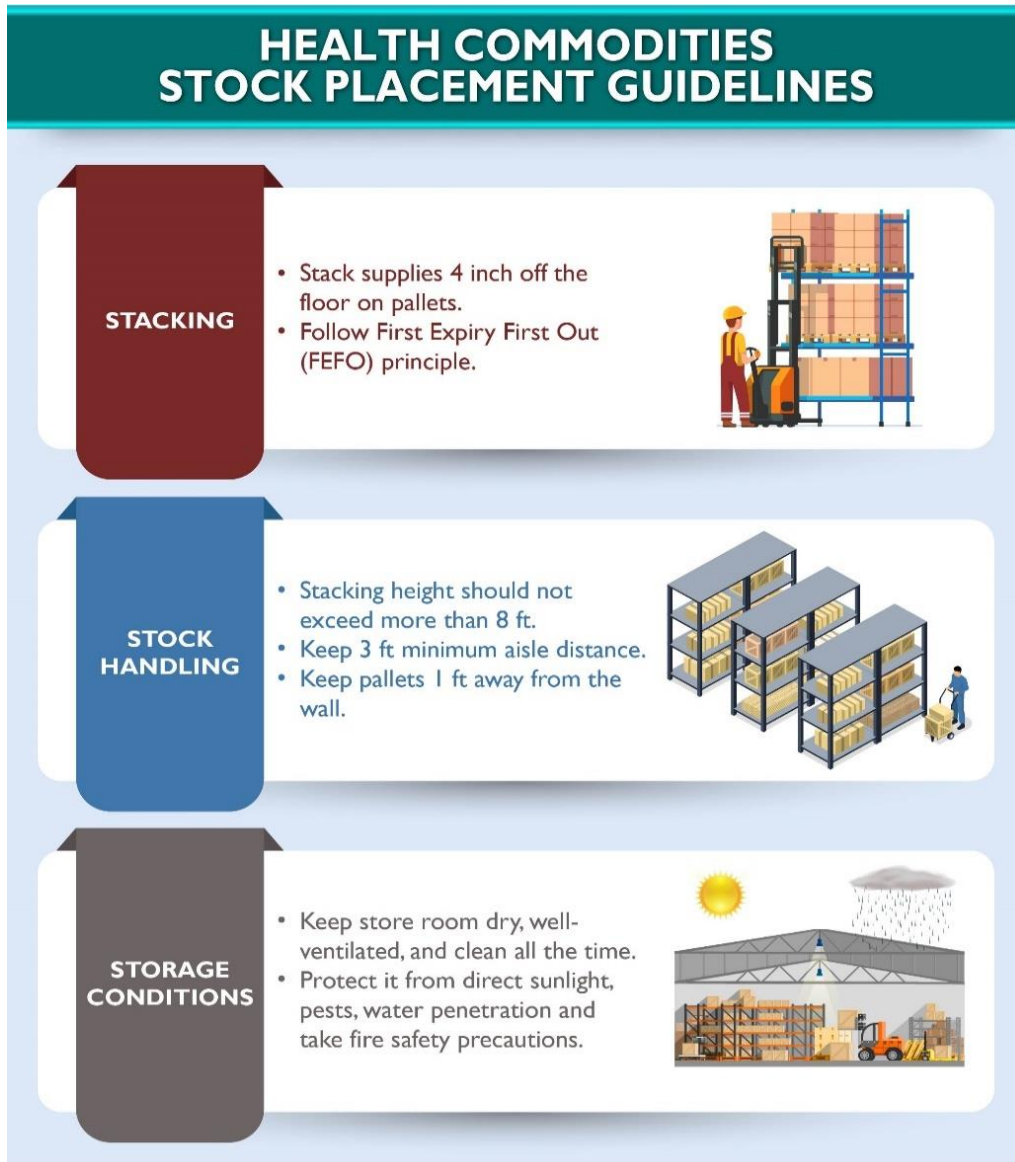 HEALTH COMMODITIES
STOCK PLACEMENT GUIDELINES
STACKING
• Stack supplies 4 inch off the
floor on pallets.
• Follow First Expiry First Out
(FEFO) principle.
STOCK
HANDLING
• Stacking height should not
exceed more than 8 ft.
• Keep 3 ft minimum aisle distance.
• Keep pallets 1 ft away from the
wall.
STORAGE
CONDITIONS
• Keep store room dry, well-
ventilated, and clean all the time.
• Protect it from direct sunlight,
pests, water penetration and
take fire safety precautions.